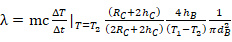 λ = mc ΔT/Δt |T=T₂ (R_C+2h_C)/(2R_C+2h_C) 4h_B/(T₁−T₂) 1/πd_B²